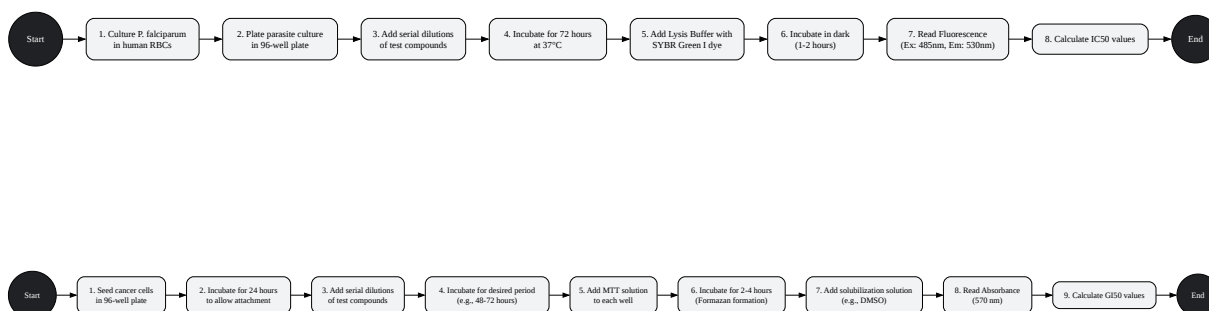 Start
1. Culture P. falciparum
in human RBCs
2. Plate parasite culture
in 96-well plate
3. Add serial dilutions
of test compounds
4. Incubate for 72 hours
at 37°C
5. Add Lysis Buffer with
SYBR Green I dye
6. Incubate in dark
(1-2 hours)
7. Read Fluorescence
(Ex: 485nm, Em: 530nm)
8. Calculate IC50 values
End
Start
1. Seed cancer cells
in 96-well plate
2. Incubate for 24 hours
to allow attachment
3. Add serial dilutions
of test compounds
4. Incubate for desired period
(e.g., 48-72 hours)
5. Add MTT solution
to each well
6. Incubate for 2-4 hours
(Formazan formation)
7. Add solubilization solution
(e.g., DMSO)
8. Read Absorbance
(570 nm)
9. Calculate GI50 values
End